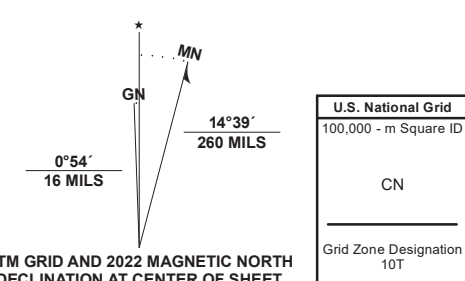 ★
MN
GN
14°39´
260 MILS
0°54´
16 MILS
TM GRID AND 2022 MAGNETIC NORTH
DECLINATION AT CENTER OF SHEET
U.S. National Grid
100,000 - m Square ID
CN
Grid Zone Designation
10T